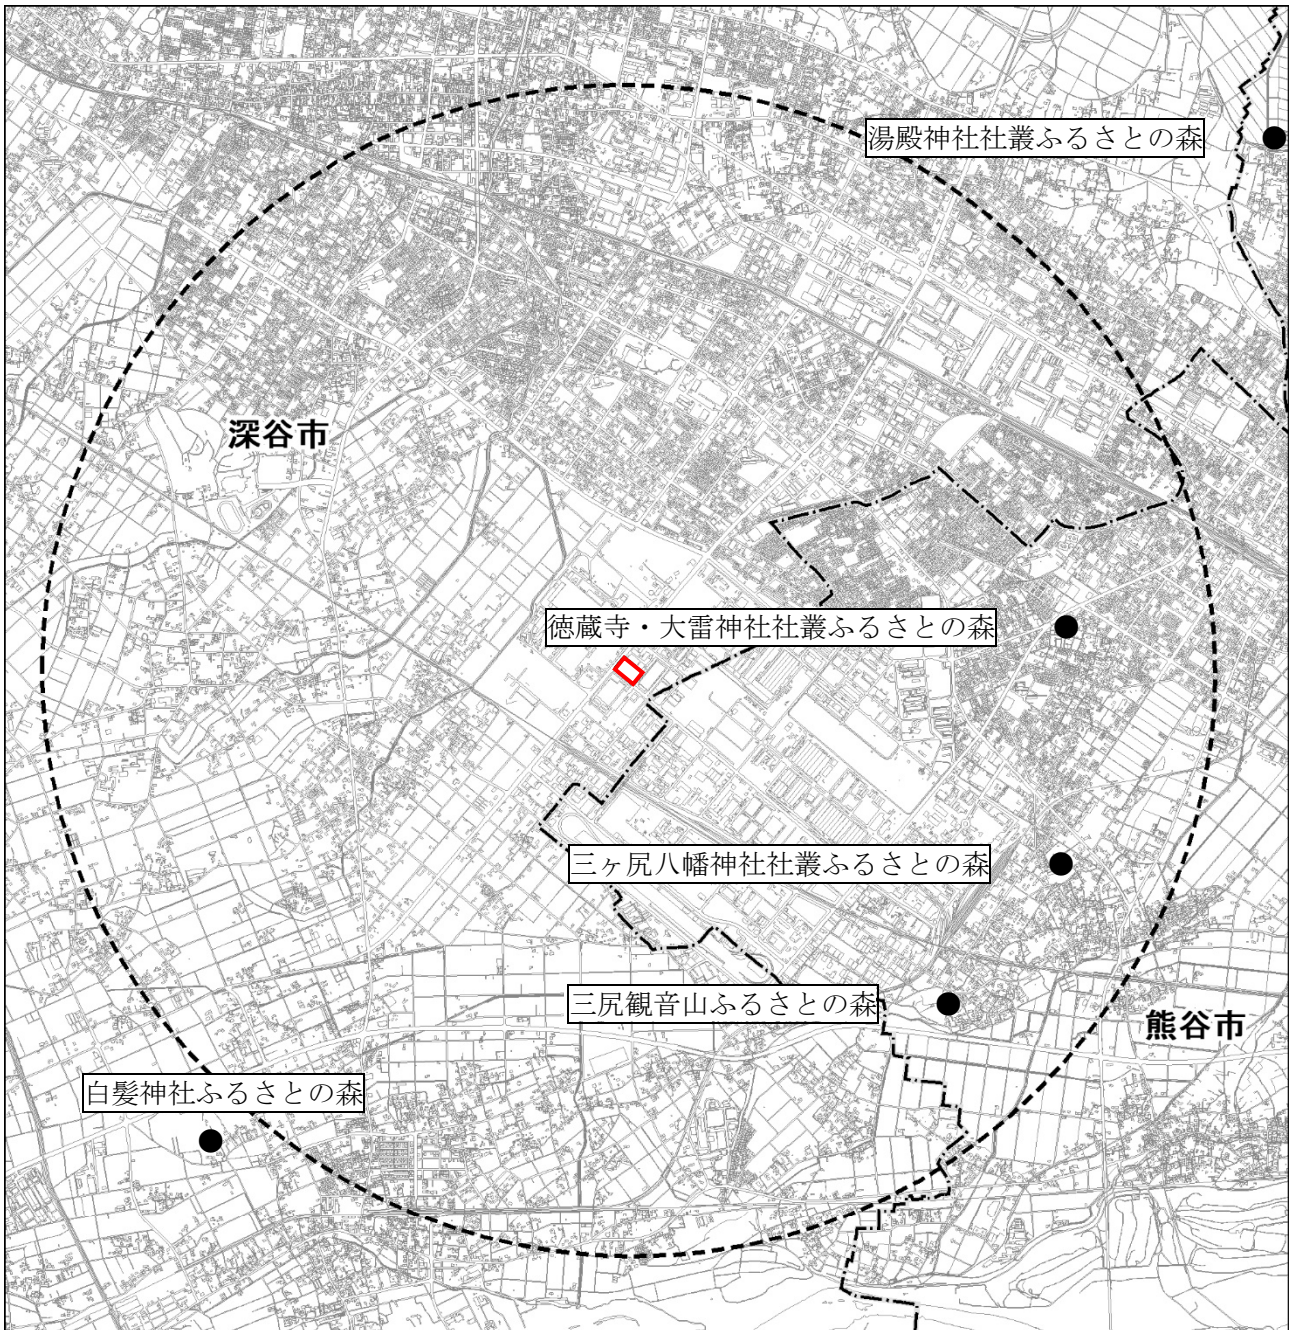 湯殿神社社叢ふるさとの森
深谷市
徳蔵寺・大雷神社社叢ふるさとの森
三ヶ尻八幡神社社叢ふるさとの森
三尻観音山ふるさとの森
熊谷市
白髪神社ふるさとの森